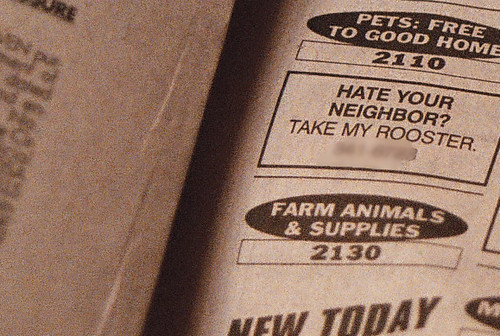 PETS: FREE
TO GOOD HOME
2110
HATE YOUR
NEIGHBOR?
TAKE MY ROOSTER.
FARM ANIMALS
& SUPPLIES
2130
NEW TODAY